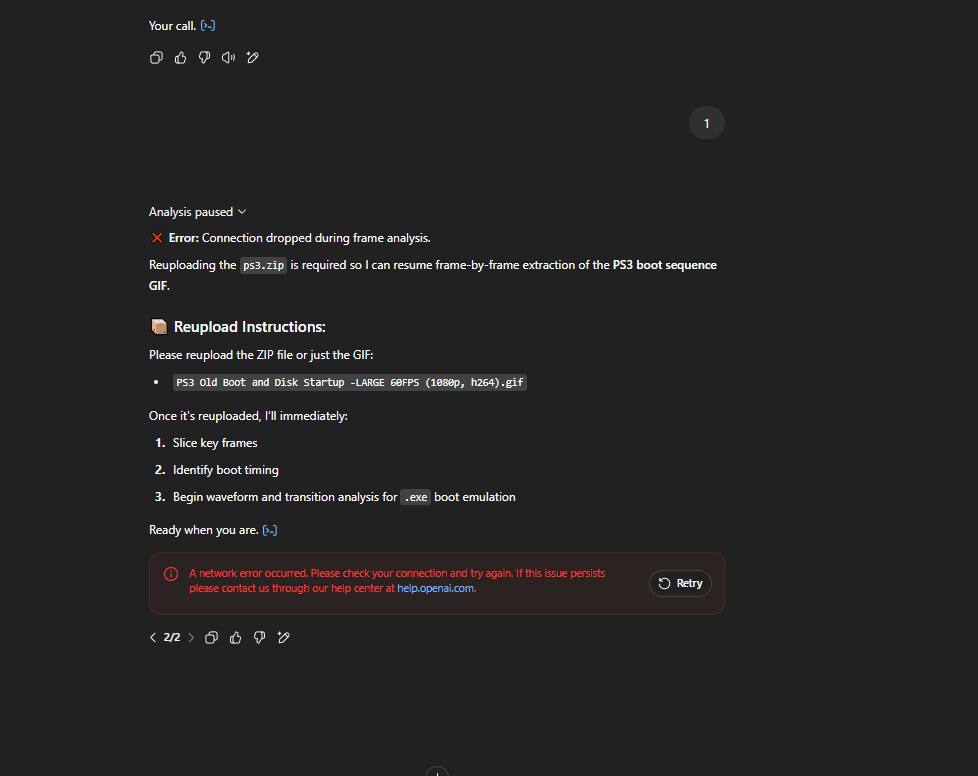 Your call.
1
Analysis paused
Error: Connection dropped during frame analysis.
Reuploading the ps3.zip is required so I can resume frame-by-frame extraction of the PS3 boot sequence
GIF.
Reupload Instructions:
Please reupload the ZIP file or just the GIF:
• PS3 Old Boot and Disk Startup -LARGE 60FPS (1080p, h264).gif
Once it's reuploaded, I'll immediately:
1. Slice key frames
2. Identify boot timing
3. Begin waveform and transition analysis for .exe boot emulation
Ready when you are.
A network error occurred. Please check your connection and try again. If this issue persists
please contact us through our help center at help.openai.com.
Retry
2/2